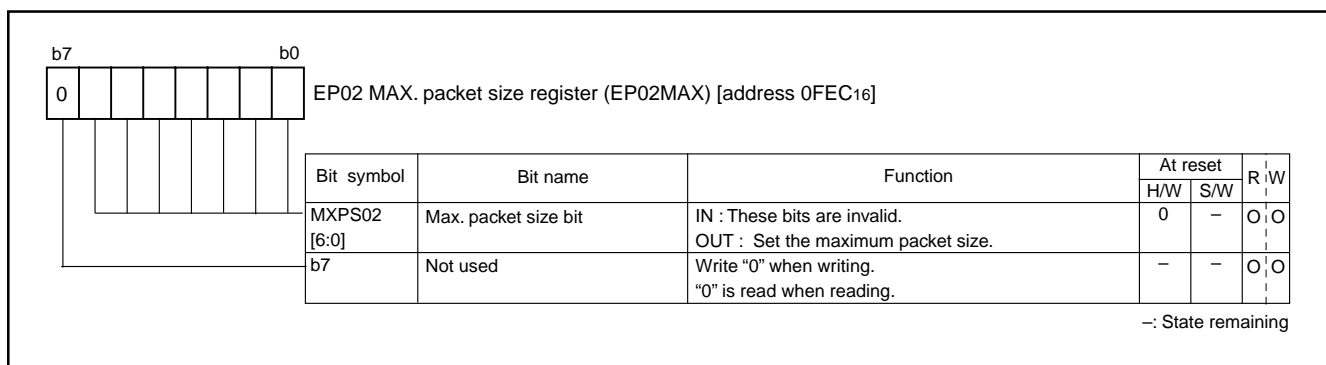 b7 b0
0 EP02 MAX. packet size register (EP02MAX) [address 0FEC16]
Bit symbol Bit name Function At reset R W
H/W S/W
MXPS02 Max. packet size bit IN : These bits are invalid. 0 – O O
[6:0] OUT : Set the maximum packet size.
b7 Not used Write “0” when writing. – – O O
“0” is read when reading.
–: State remaining